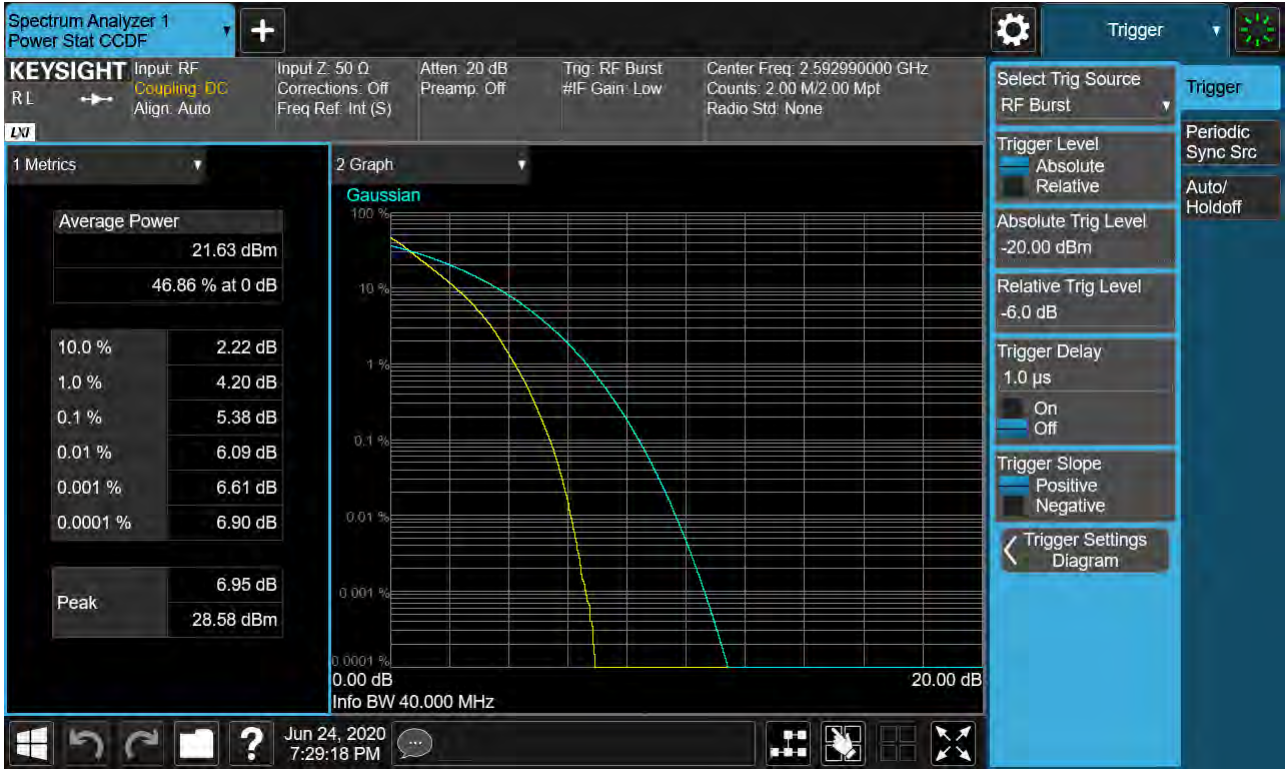 Spectrum Analyzer 1
Power Stat CCDF
+
Trigger
KEYSIGHT
R L
LXI
Input: RF
Coupling: DC
Align: Auto
Input Z: 50 Ω
Corrections: Off
Freq Ref: Int (S)
Atten: 20 dB
Preamp: Off
Trig: RF Burst
#IF Gain: Low
Center Freq: 2.592990000 GHz
Counts: 2.00 M/2.00 Mpt
Radio Std: None
1 Metrics
Average Power
21.63 dBm
46.86 % at 0 dB
10.0 % 2.22 dB
1.0 % 4.20 dB
0.1 % 5.38 dB
0.01 % 6.09 dB
0.001 % 6.61 dB
0.0001 % 6.90 dB
Peak
6.95 dB
28.58 dBm
2 Graph
Gaussian
100 %
10 %
1 %
0.1 %
0.01 %
0.001 %
0.0001 %
0.00 dB 20.00 dB
Info BW 40.000 MHz
Select Trig Source
RF Burst
Trigger Level
Absolute
Relative
Absolute Trig Level
-20.00 dBm
Relative Trig Level
-6.0 dB
Trigger Delay
1.0 µs
On
Off
Trigger Slope
Positive
Negative
Trigger Settings
Diagram
Trigger
Periodic
Sync Src
Auto/
Holdoff
?
Jun 24, 2020
7:29:18 PM